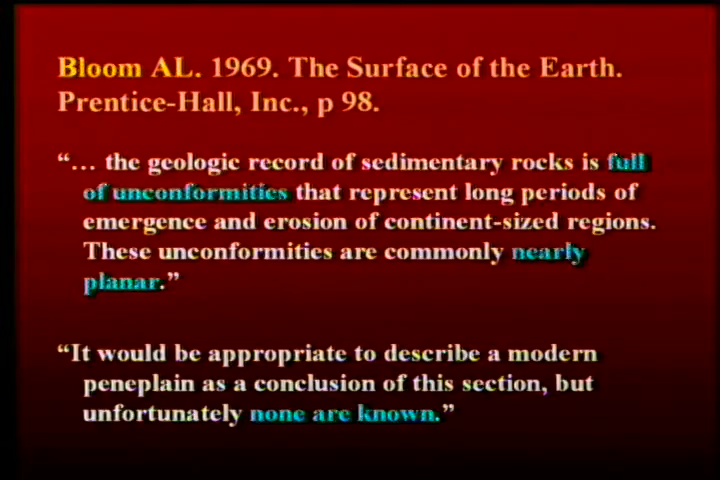 Bloom AL. 1969. The Surface of the Earth.
Prentice-Hall, Inc., p 98.
“… the geologic record of sedimentary rocks is full
of unconformities that represent long periods of
emergence and erosion of continent-sized regions.
These unconformities are commonly nearly
planar.”
“It would be appropriate to describe a modern
peneplain as a conclusion of this section, but
unfortunately none are known.”